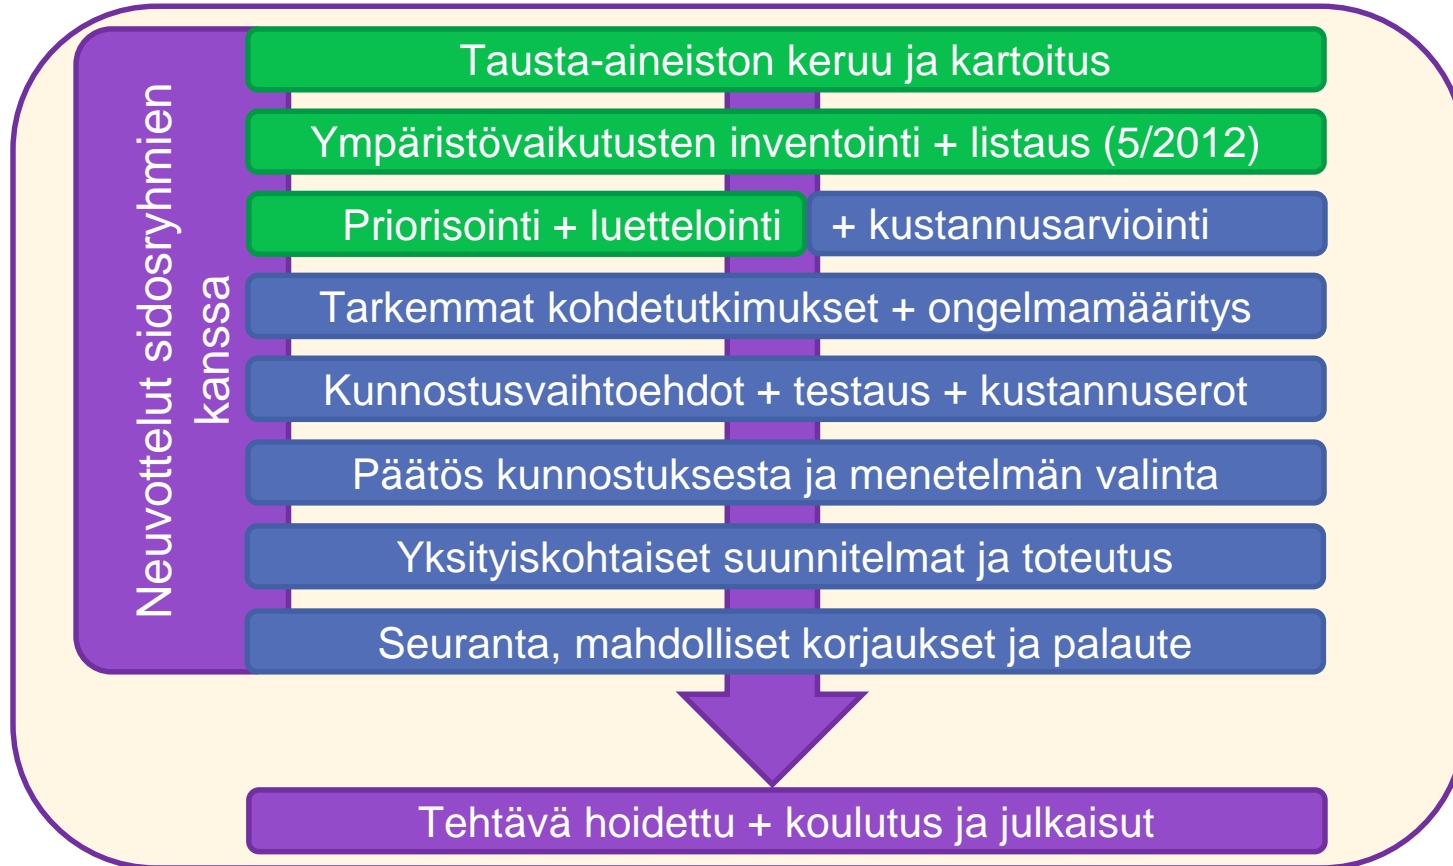 Neuvottelut sidosryhmien
kanssa
Tausta-aineiston keruu ja kartoitus
Ympäristövaikutusten inventointi + listaus (5/2012)
Priorisointi + luettelointi + kustannusarviointi
Tarkemmat kohdetutkimukset + ongelmamääritys
Kunnostusvaihtoehdot + testaus + kustannuserot
Päätös kunnostuksesta ja menetelmän valinta
Yksityiskohtaiset suunnitelmat ja toteutus
Seuranta, mahdolliset korjaukset ja palaute
Tehtävä hoidettu + koulutus ja julkaisut